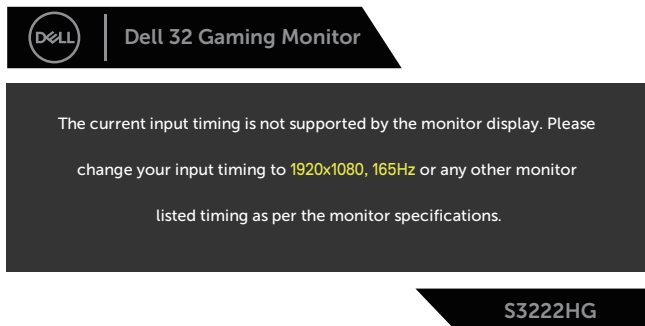 DELL
Dell 32 Gaming Monitor
The current input timing is not supported by the monitor display. Please
change your input timing to 1920x1080, 165Hz or any other monitor
listed timing as per the monitor specifications.
S3222HG